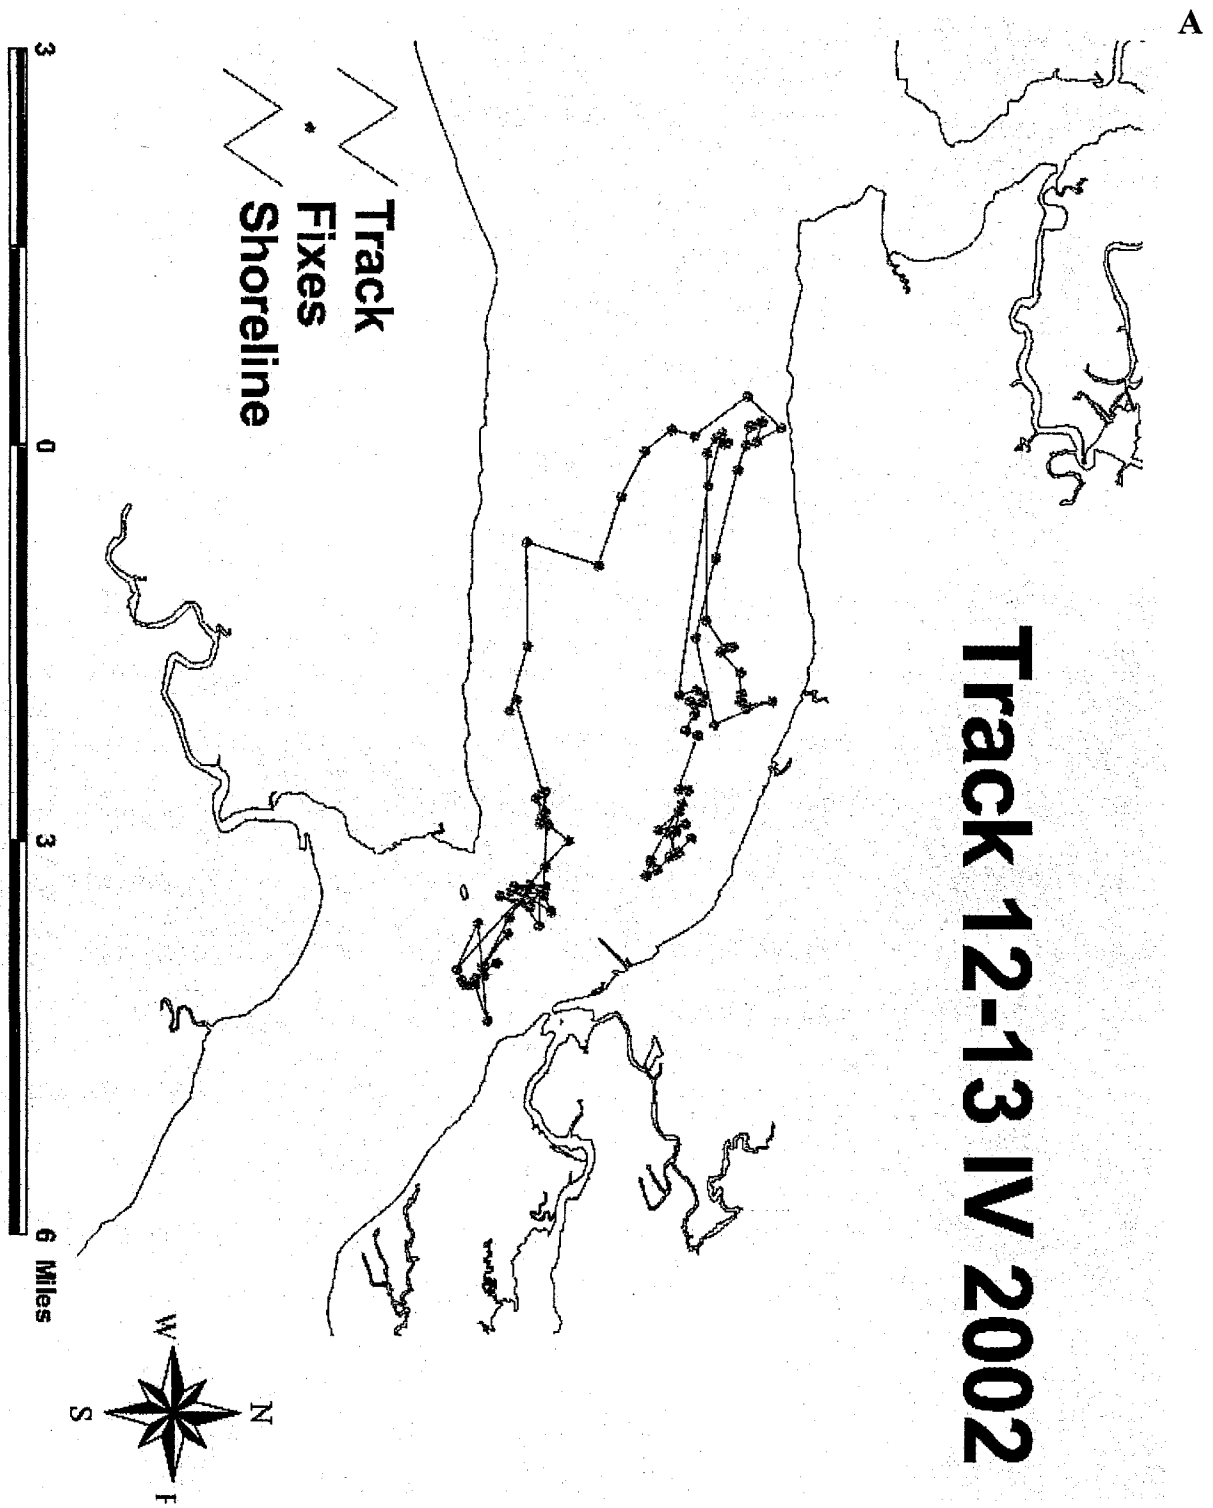 A
Track 12-13 IV 2002
Track
Fixes
Shoreline
3 0 3 6 Miles
N
W
S